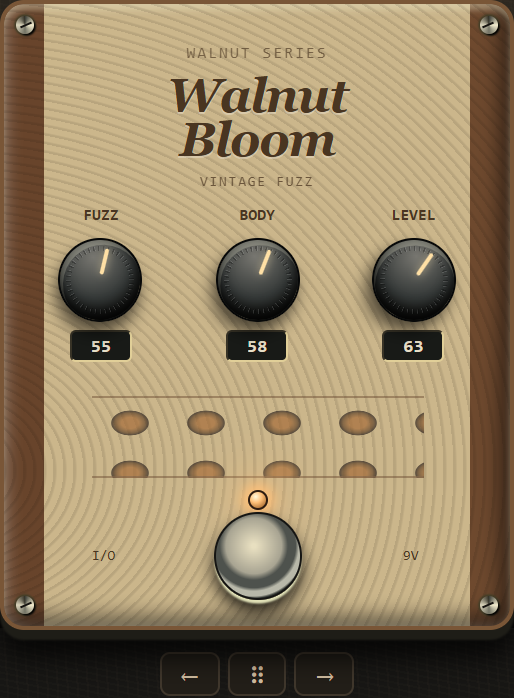 WALNUT SERIES
Walnut
Bloom
VINTAGE FUZZ
FUZZ BODY LEVEL
55 58 63
I/O 9V
← ⠿ →